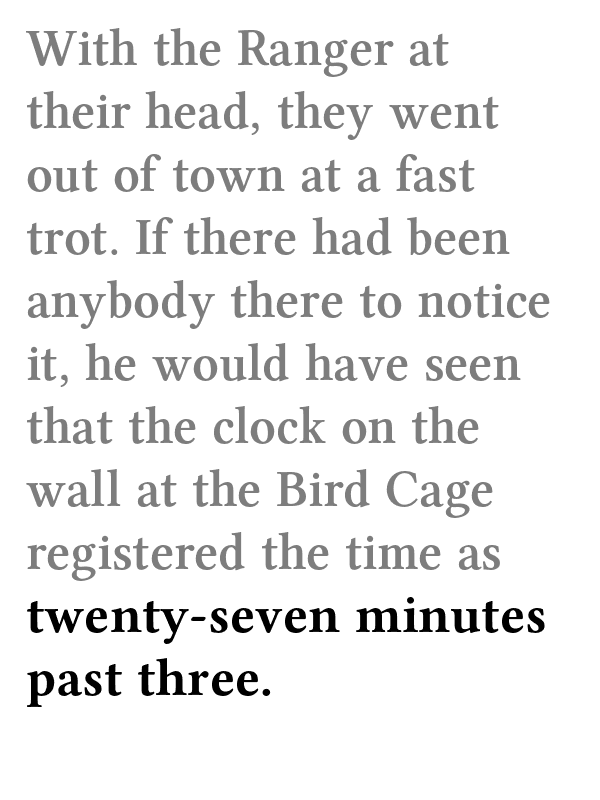 With the Ranger at
their head, they went
out of town at a fast
trot. If there had been
anybody there to notice
it, he would have seen
that the clock on the
wall at the Bird Cage
registered the time as
twenty-seven minutes
past three.